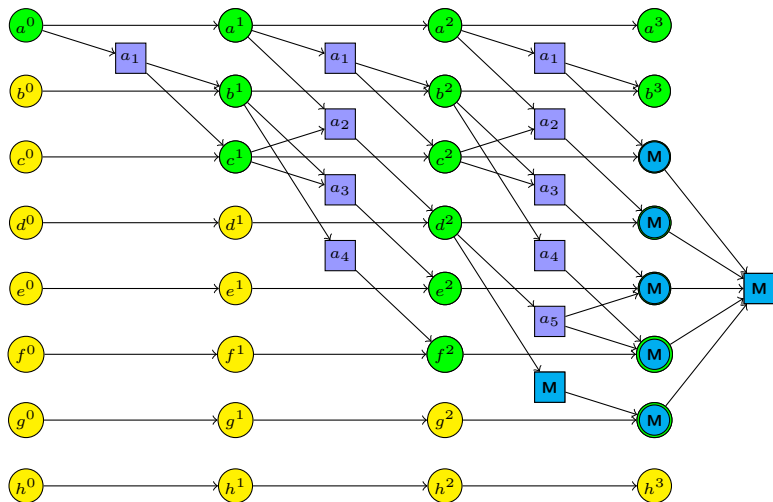 a⁰ a¹ a² a³
a₁ a₁ a₁
b⁰ b¹ b² b³
a₂ a₂
c⁰ c¹ c² M
a₃ a₃
d⁰ d¹ d² M
a₄ a₄
e⁰ e¹ e² M M
a₅
f⁰ f¹ f² M
M
g⁰ g¹ g² M
h⁰ h¹ h² h³